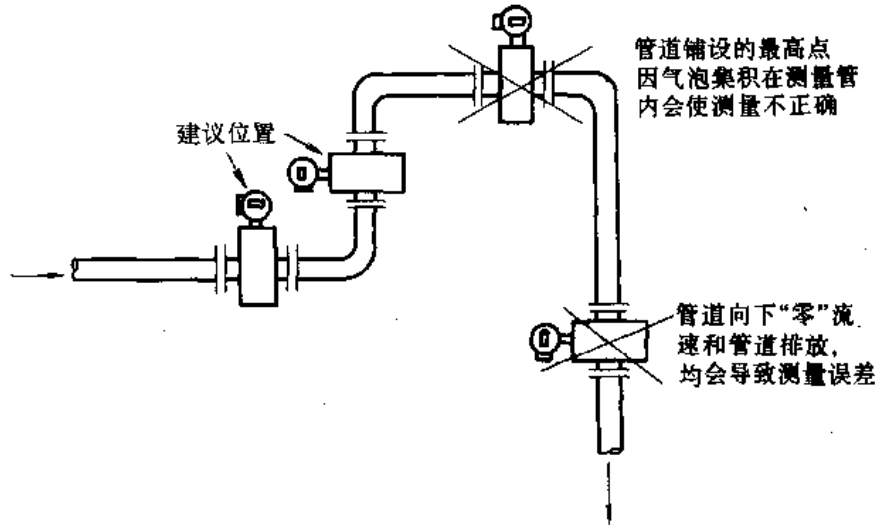 管道铺设的最高点
因气泡集积在测量管
内会使测量不正确
建议位置
管道向下“零”流
速和管道排放，
均会导致测量误差